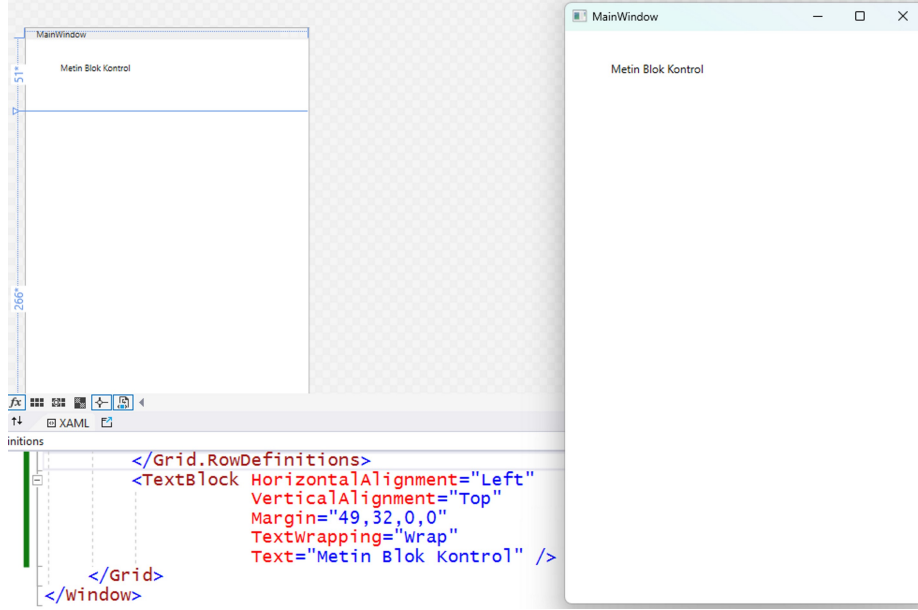 MainWindow
Metin Blok Kontrol
51*
266*
fx
XAML
initions
</Grid.RowDefinitions>
<TextBlock HorizontalAlignment="Left"
VerticalAlignment="Top"
Margin="49,32,0,0"
TextWrapping="Wrap"
Text="Metin Blok Kontrol" />
</Grid>
</Window>
MainWindow
Metin Blok Kontrol